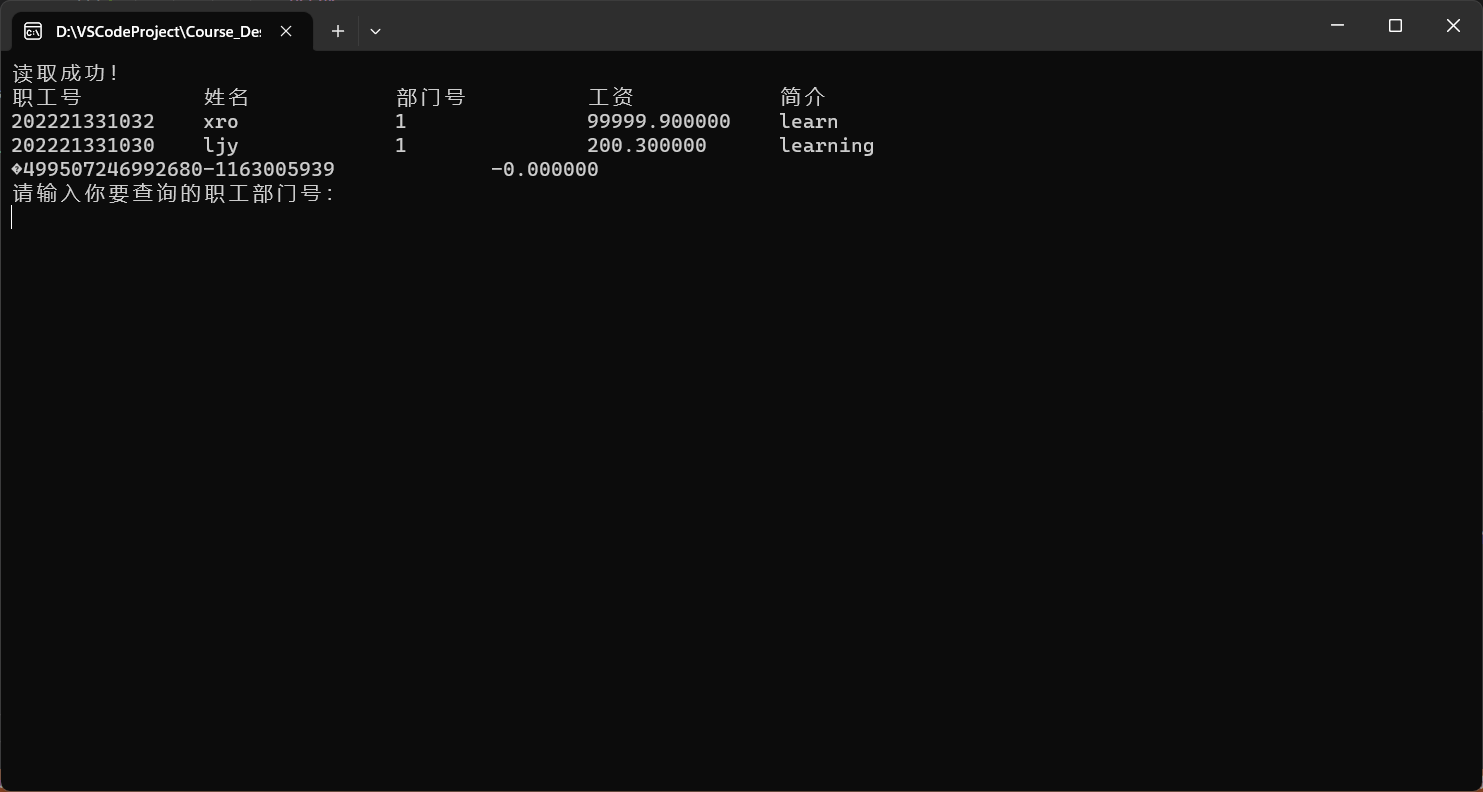 D:\VSCodeProject\Course_De
读取成功!
职工号 姓名 部门号 工资 简介
202221331032 xro 1 99999.900000 learn
202221331030 ljy 1 200.300000 learning
�499507246992680-1163005939 -0.000000
请输入你要查询的职工部门号: